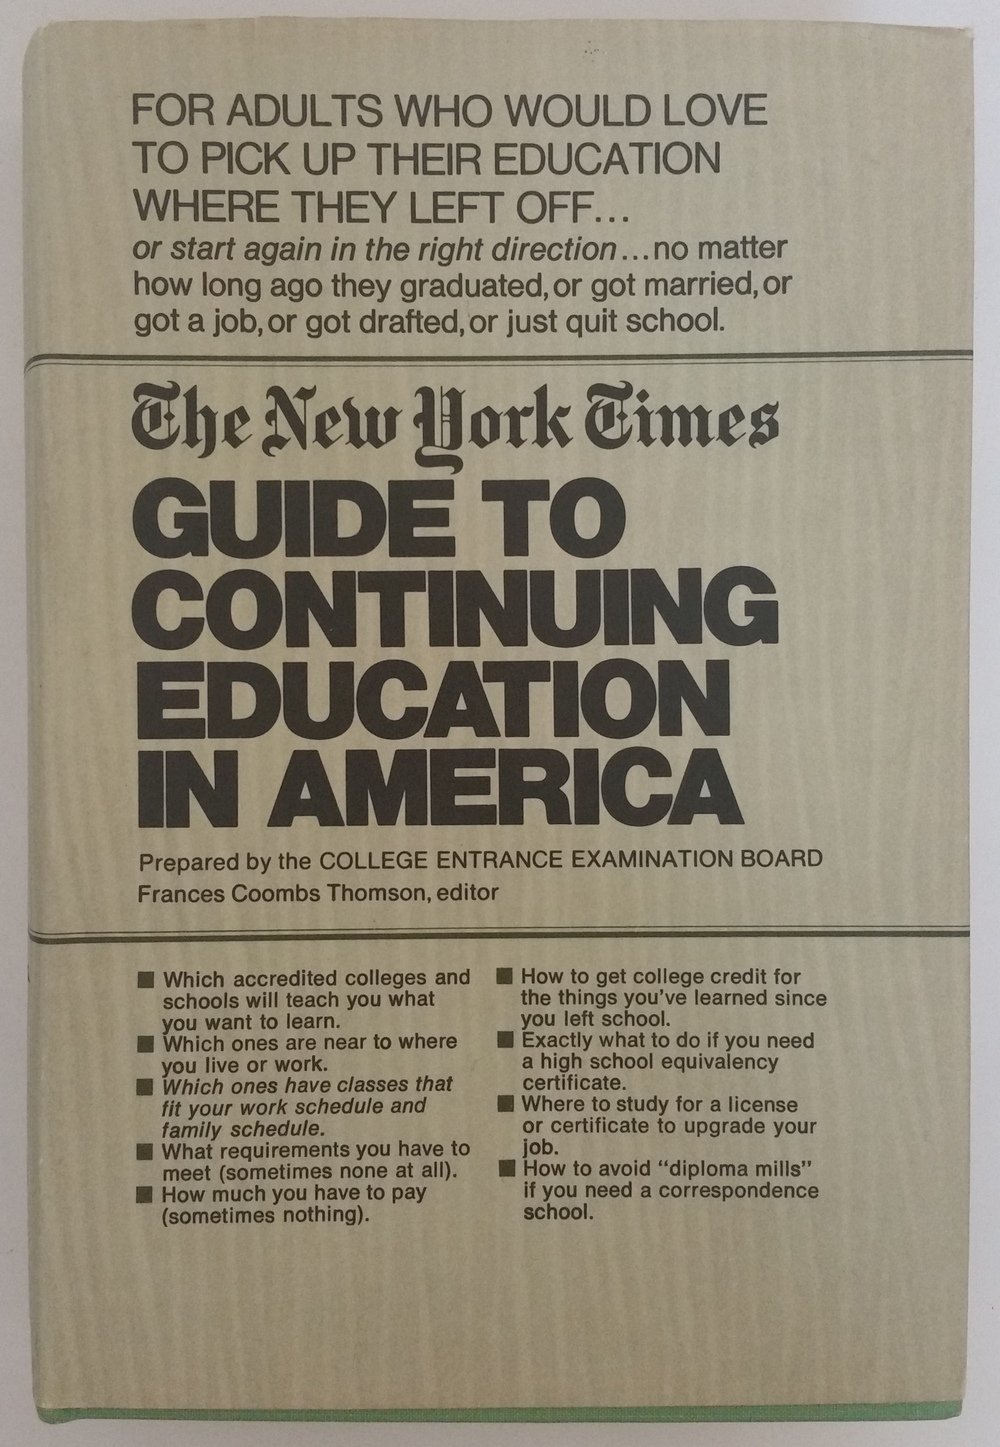 FOR ADULTS WHO WOULD LOVE
TO PICK UP THEIR EDUCATION
WHERE THEY LEFT OFF...
or start again in the right direction...no matter
how long ago they graduated, or got married, or
got a job, or got drafted, or just quit school.
The New York Times
GUIDE TO
CONTINUING
EDUCATION
IN AMERICA
Prepared by the COLLEGE ENTRANCE EXAMINATION BOARD
Frances Coombs Thomson, editor
■ Which accredited colleges and
schools will teach you what
you want to learn.
■ Which ones are near to where
you live or work.
■ Which ones have classes that
fit your work schedule and
family schedule.
■ What requirements you have to
meet (sometimes none at all).
■ How much you have to pay
(sometimes nothing).
■ How to get college credit for
the things you've learned since
you left school.
■ Exactly what to do if you need
a high school equivalency
certificate.
■ Where to study for a license
or certificate to upgrade your
job.
■ How to avoid "diploma mills"
if you need a correspondence
school.